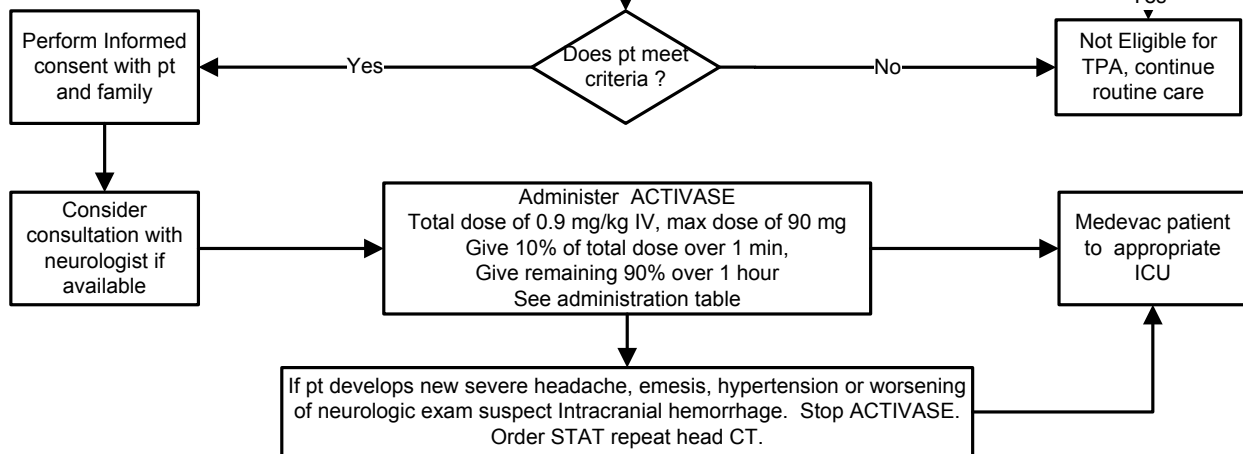 Yes
Perform Informed
consent with pt
and family
Yes
Does pt meet
criteria ?
No
Not Eligible for
TPA, continue
routine care
Consider
consultation with
neurologist if
available
Administer ACTIVASE
Total dose of 0.9 mg/kg IV, max dose of 90 mg
Give 10% of total dose over 1 min,
Give remaining 90% over 1 hour
See administration table
Medevac patient
to appropriate
ICU
If pt develops new severe headache, emesis, hypertension or worsening
of neurologic exam suspect Intracranial hemorrhage. Stop ACTIVASE.
Order STAT repeat head CT.